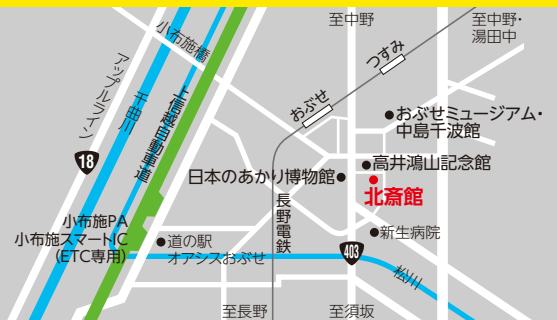 至中野
至中野・
湯田中
小布施橋
つすみ
アップルライン
千曲川
上信越自動車道
おぶせ
おぶせミュージアム・
中島千波館
18
高井鴻山記念館
日本のあかり博物館
北斎館
長野電鉄
小布施PA
小布施スマートIC
(ETC専用)
新生病院
道の駅
オアシスおぶせ
403
松川
至長野
至須坂